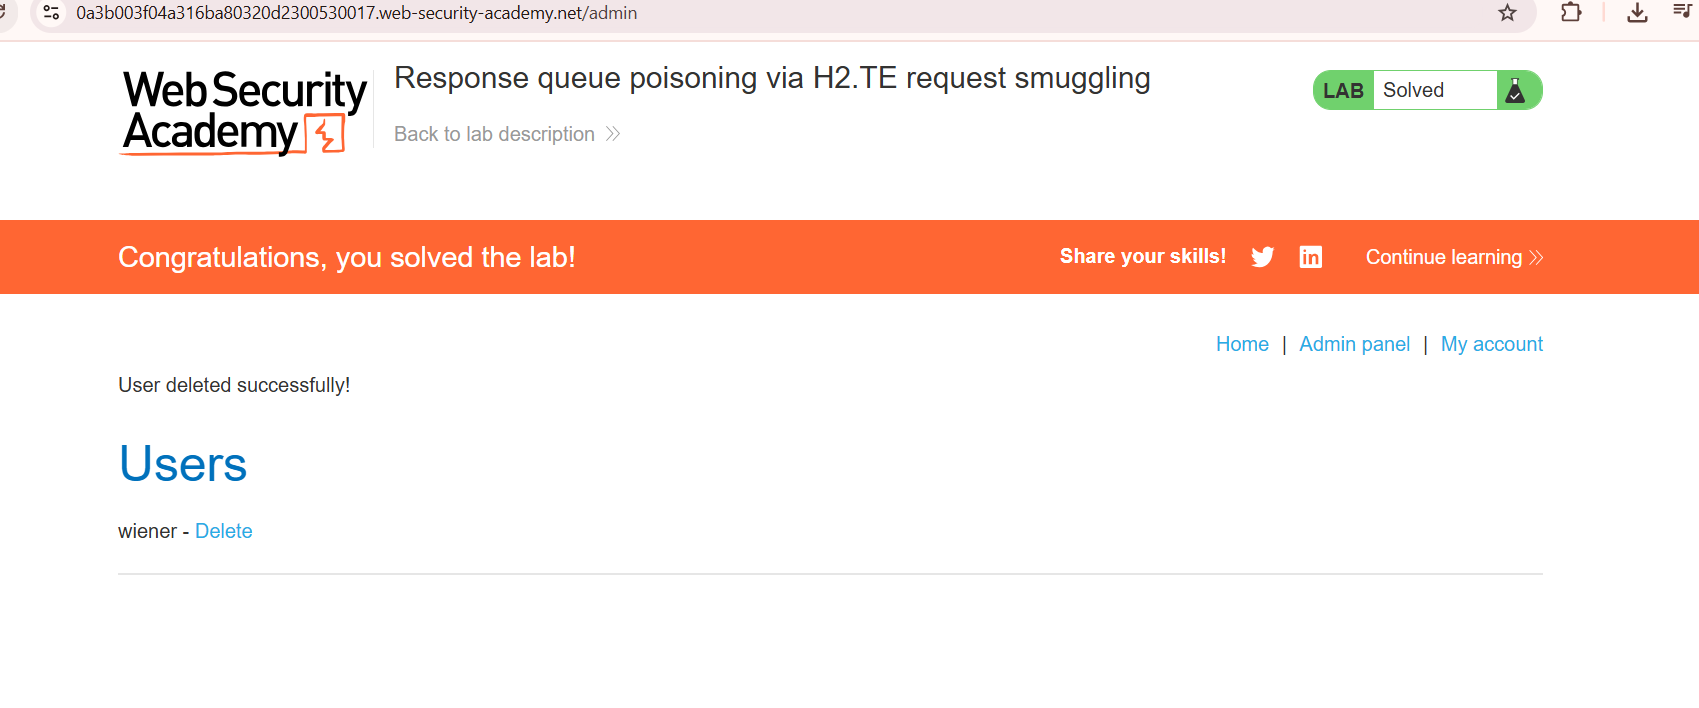 0a3b003f04a316ba80320d2300530017.web-security-academy.net/admin
Web Security Academy
Response queue poisoning via H2.TE request smuggling
Back to lab description
LAB Solved
Congratulations, you solved the lab!
Share your skills!
Continue learning
Home | Admin panel | My account
User deleted successfully!
Users
wiener - Delete